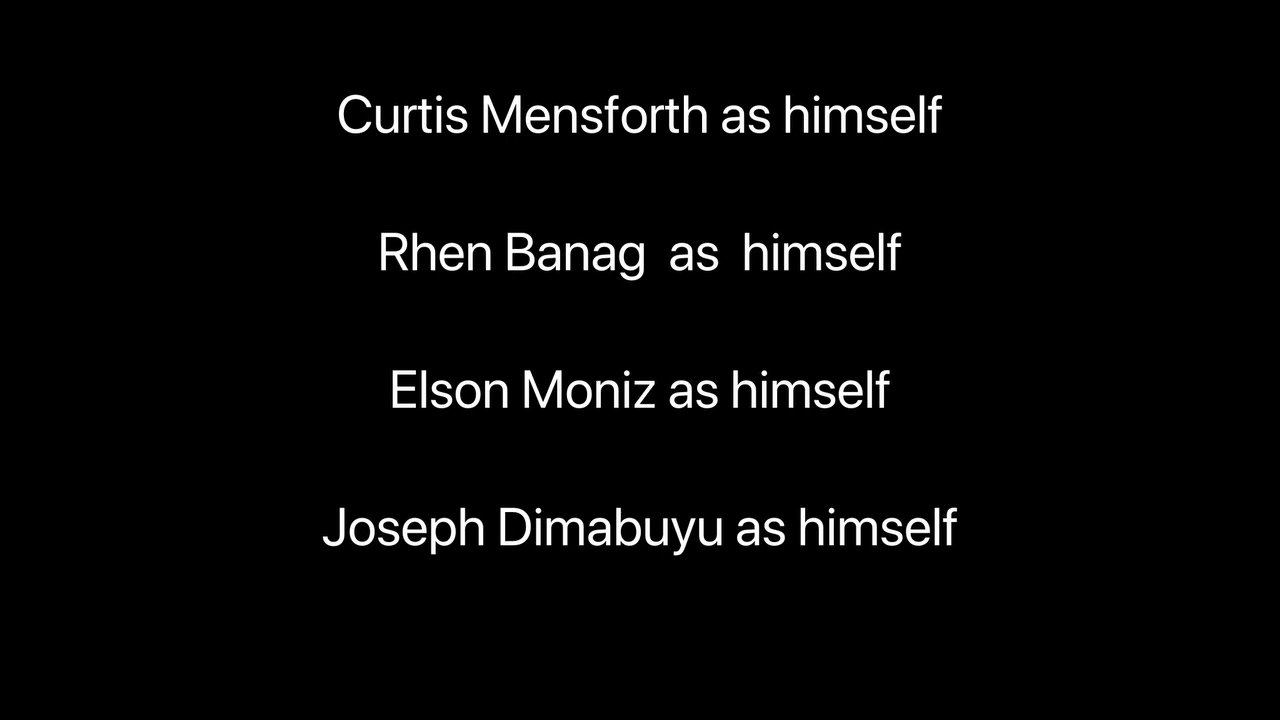 Curtis Mensforth as himself
Rhen Banag  as  himself
Elson Moniz as himself
Joseph Dimabuyu as himself